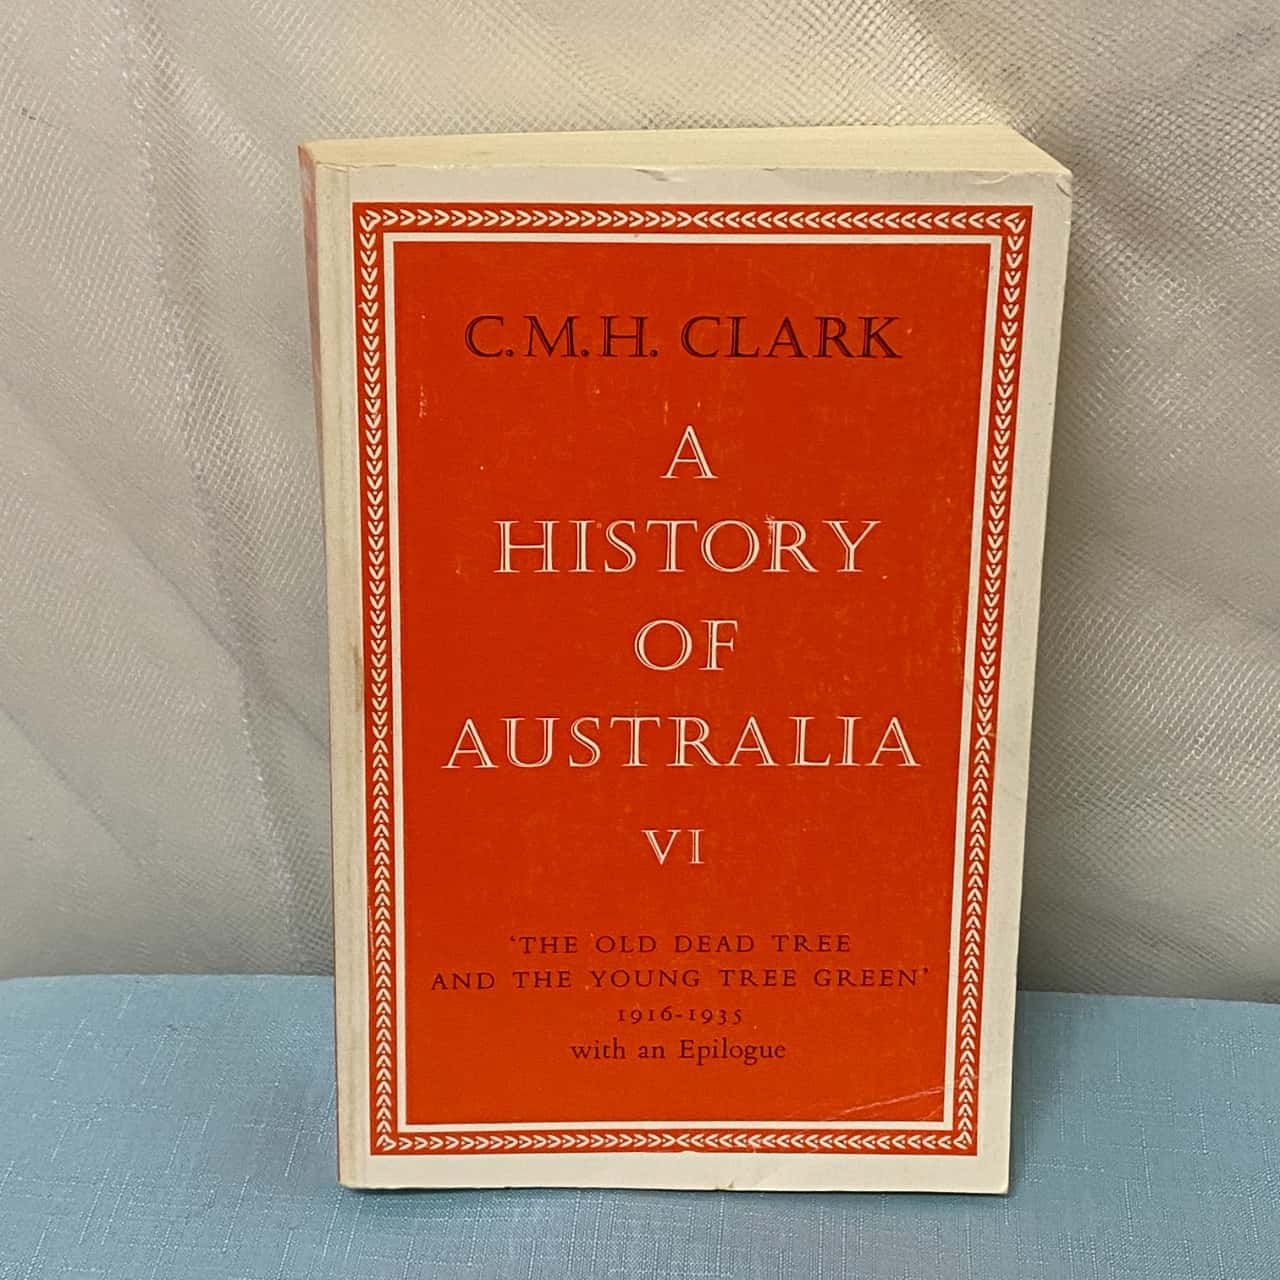 C.M.H. CLARK
A
HISTORY
OF
AUSTRALIA
VI
‘THE OLD DEAD TREE
AND THE YOUNG TREE GREEN’
1916-1935
with an Epilogue